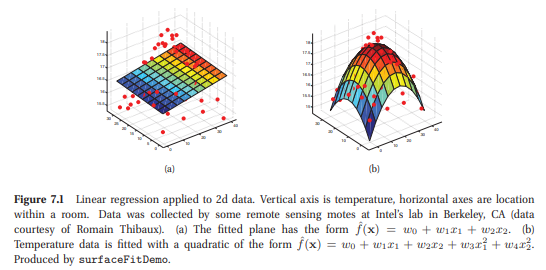 (a)
(b)
Figure 7.1 Linear regression applied to 2d data. Vertical axis is temperature, horizontal axes are location
within a room. Data was collected by some remote sensing motes at Intel's lab in Berkeley, CA (data
courtesy of Romain Thibaux). (a) The fitted plane has the form f̂(x) = w₀ + w₁x₁ + w₂x₂. (b)
Temperature data is fitted with a quadratic of the form f̂(x) = w₀ + w₁x₁ + w₂x₂ + w₃x₁² + w₄x₂².
Produced by surfaceFitDemo.